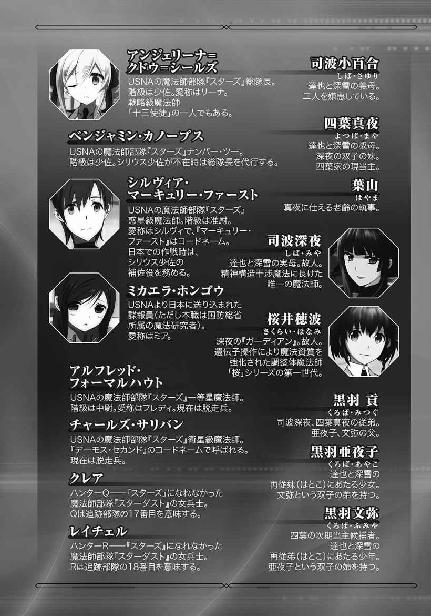 アンジェリーナ=
クドウ=シールズ
USNAの魔法師部隊『スターズ』総隊長。
階級は少佐。愛称はリーナ。
戦略級魔法師
「十三使徒」の一人でもある。
ベンジャミン・カノープス
USNAの魔法師部隊『スターズ』ナンバー・ツー。
階級は少佐。シリウス少佐が不在時は総隊長を代行する。
シルヴィア・
マーキュリー・ファースト
USNAの魔法師部隊『スターズ』
惑星級魔法師。階級は准尉。
愛称はシルヴィで、『マーキュリー・
ファースト』はコードネーム。
日本での作戦時は、
シリウス少佐の
補佐役を務める。
ミカエラ・ホンゴウ
USNAより日本に送り込まれた
諜報員(ただし本職は国防総省
所属の魔法研究者)。
愛称はミア。
アルフレッド・
フォーマルハウト
USNAの魔法師部隊『スターズ』一等星魔法師。
階級は中尉。愛称はフレディ。現在は脱走兵。
チャールズ・サリバン
USNAの魔法師部隊『スターズ』衛星級魔法師。
『デーモス・セカンド』のコードネームで呼ばれる。
現在は脱走兵。
クレア
ハンターQ――『スターズ』になれなかった
魔法師部隊『スターダスト』の女兵士。
Qは追跡部隊の17番目を意味する。
レイチェル
ハンターR――『スターズ』になれなかった
魔法師部隊『スターダスト』の女兵士。
Rは追跡部隊の18番目を意味する。
司波小百合
しば・さゆり
達也と深雪の義母。
二人を嫌悪している。
四葉真夜
よつば・まや
達也と深雪の叔母。
深夜の双子の妹。
四葉家の現当主。
葉山
はやま
真夜に仕える老齢の執事。
司波深夜
しば・みや
達也と深雪の実母。故人。
精神構造干渉魔法に長けた
唯一の魔法師。
桜井穂波
さくらい・ほなみ
深夜の『ガーディアン』。故人。
遺伝子操作により魔法資質を
強化された調整体魔法師
「桜」シリーズの第一世代。
黒羽 貢
くろば・みつぐ
司波深夜、四葉真夜の従弟。
亜夜子、文弥の父。
黒羽亜夜子
くろば・あやこ
達也と深雪の
再従妹(はとこ)にあたる少女。
文弥という双子の弟を持つ。
黒羽文弥
くろば・ふみや
四葉の次期当主候補者。
達也と深雪の
再従弟(はとこ)にあたる少年。
亜夜子という双子の姉を持つ。